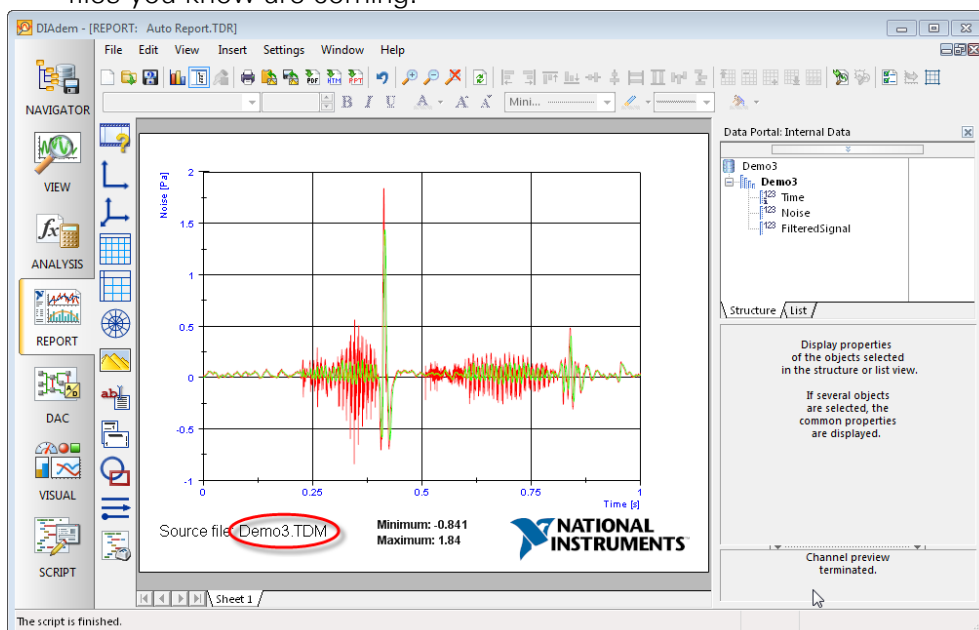 files you know are coming.
DIAdem - [REPORT: Auto Report.TDR]
File Edit View Insert Settings Window Help
NAVIGATOR
VIEW
ANALYSIS
REPORT
DAC
VISUAL
SCRIPT
B I U A A A Mini...
Noise [Pa]
2
1.5
1
0.5
0
-0.5
-1
0 0.25 0.5 0.75 1
Time [s]
Source file: Demo3.TDM
Minimum: -0.841
Maximum: 1.84
NATIONAL
INSTRUMENTS
Sheet 1
Data Portal: Internal Data
Demo3
Demo3
Time
Noise
FilteredSignal
Structure List
Display properties
of the objects selected
in the structure or list view.
If several objects
are selected, the
common properties
are displayed.
Channel preview
terminated.
The script is finished.